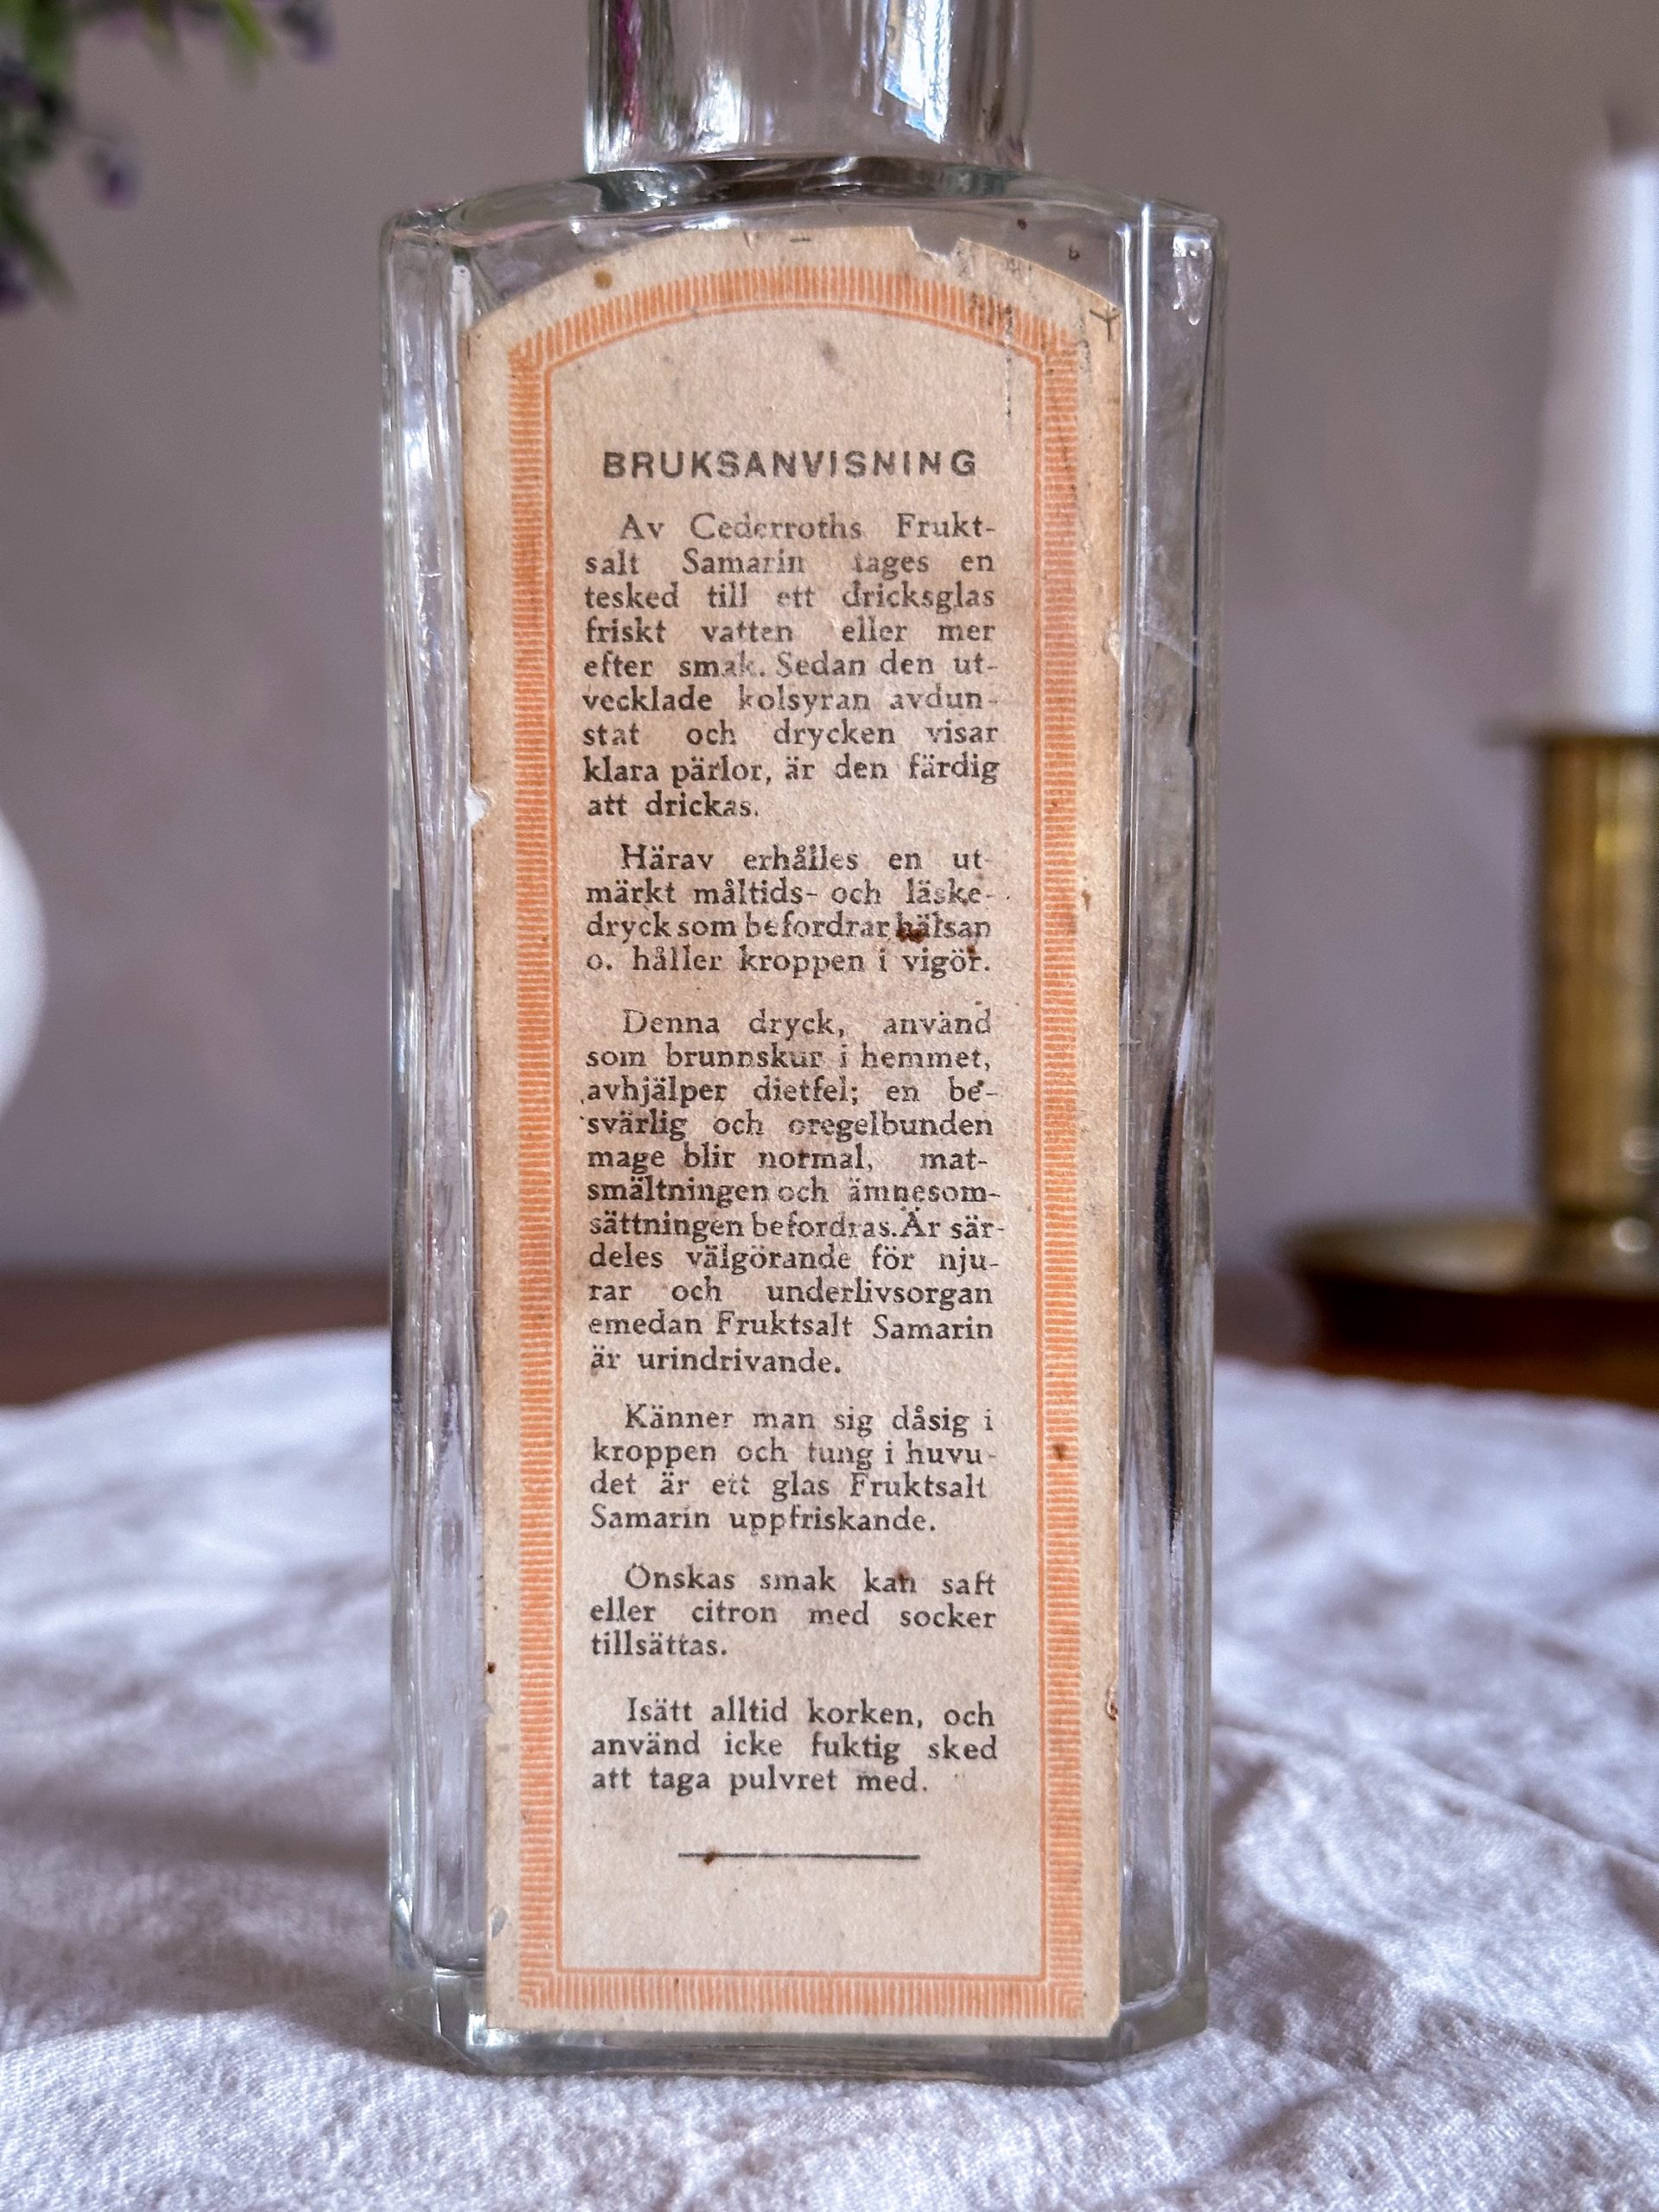 BRUKSANVISNING
Av Cederroths Frukt-
salt Samarin tages en
tesked till ett dricksglas
friskt vatten eller mer
efter smak. Sedan den ut-
vecklade kolsyran avdun-
stat och drycken visar
klara pärlor, är den färdig
att drickas.
Härav erhålles en ut-
märkt måltids- och läske-
dryck som befordrar hälsan
o. håller kroppen i vigör.
Denna dryck, använd
som brunnskur i hemmet,
avhjälper dietfel; en be-
svärlig och oregelbunden
mage blir normal, mat-
smältningen och ämnesom-
sättningen befordras. Är sär-
deles välgörande för nju-
rar och underlivsorgan
emedan Fruktsalt Samarin
är urindrivande.
Känner man sig dåsig i
kroppen och tung i huvu-
det är ett glas Fruktsalt
Samarin uppfriskande.
Önskas smak kan saft
eller citron med socker
tillsättas.
Isätt alltid korken, och
använd icke fuktig sked
att taga pulvret med.